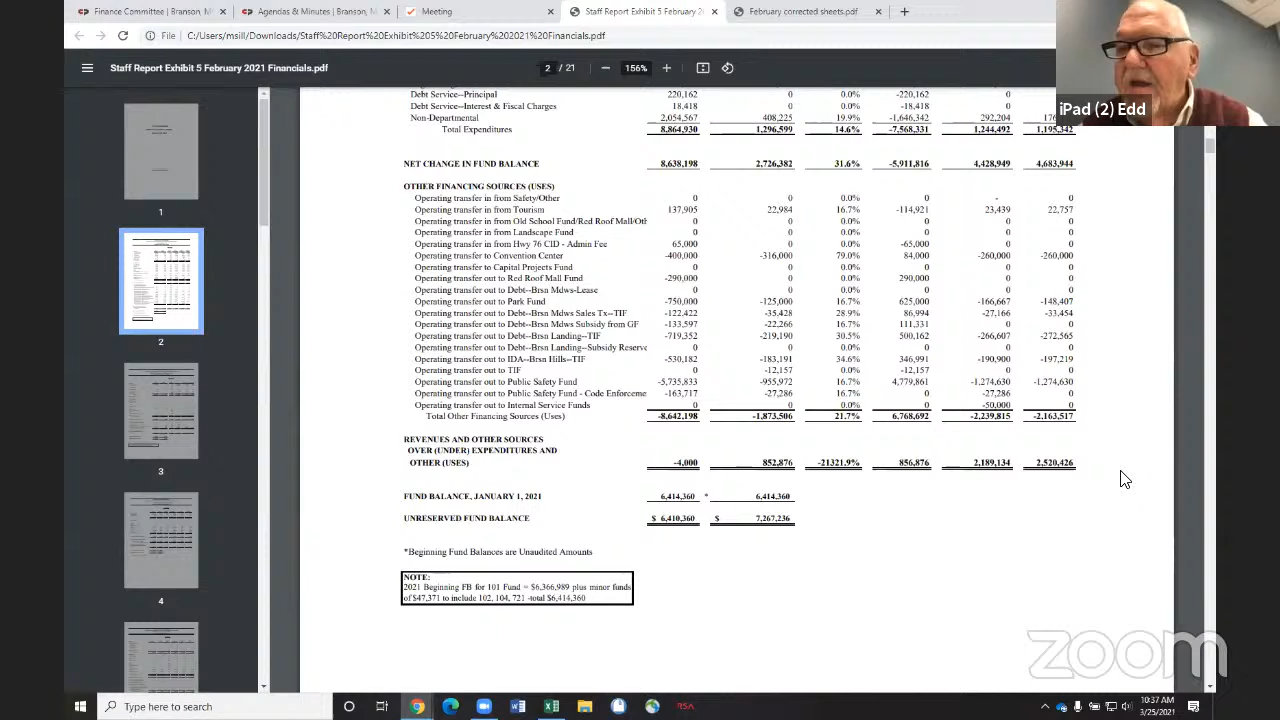 Finance Committee | Branson, M
Agendas & Minutes | Branson, M
Meeting
Staff Report Exhibit 5 February 2
February corrected sheets.pdf
File | C:/Users/msill/Downloads/Staff%20Report%20Exhibit%205%20February%202021%20Financials.pdf
Staff Report Exhibit 5 February 2021 Financials.pdf 2 / 21 156%
iPad (2) Edd
Debt Service--Principal 220,162 0 0.0% -220,162 0 0
Debt Service--Interest & Fiscal Charges 18,418 0 0.0% -18,418 0 0
Non-Departmental 2,054,567 408,225 19.9% -1,646,342 292,204 176
Total Expenditures 8,864,930 1,296,599 14.6% -7,568,331 1,244,492 1,195,342
NET CHANGE IN FUND BALANCE 8,638,198 2,726,382 31.6% -5,911,816 4,428,949 4,683,944
OTHER FINANCING SOURCES (USES)
Operating transfer in from Safety/Other 0 0 0.0% 0 - 0
Operating transfer in from Tourism 137,905 22,984 16.7% -114,921 23,439 22,757
Operating transfer in from Old School Fund/Red Roof Mall/Oth 0 0 0.0% 0 0 0
Operating transfer in from Landscape Fund 0 0 0.0% 0 0 0
Operating transfer in from Hwy 76 CID - Admin Fee 65,000 0 0.0% -65,000 0 0
Operating transfer to Convention Center -400,000 -316,000 79.0% 84,000 -260,000 -260,000
Operating transfer to Capital Projects Fund 0 0 0.0% 0 0 0
Operating transfer out to Red Roof Mall Fund -290,000 0 0.0% 290,000 0 0
Operating transfer out to Debt--Brsn Mdws-Lease 0 0 0.0% 0 0 0
Operating transfer out to Park Fund -750,000 -125,000 16.7% 625,000 -166,667 -148,407
Operating transfer out to Debt--Brsn Mdws Sales Tx--TIF -122,422 -35,428 28.9% 86,994 -27,166 -33,454
Operating transfer out to Debt--Brsn Mdws Subsidy from GF -133,597 -22,266 16.7% 111,331 0 0
Operating transfer out to Debt--Brsn Landing--TIF -719,352 -219,190 30.5% 500,162 -266,607 -272,565
Operating transfer out to Debt--Brsn Landing--Subsidy Reserve 0 0 0.0% 0 0 0
Operating transfer out to IDA--Brsn Hills--TIF -530,182 -183,191 34.6% 346,991 -190,900 -197,219
Operating transfer out to TIF 0 -12,157 0.0% -12,157 0 0
Operating transfer out to Public Safety Fund -5,735,833 -955,972 16.7% 4,779,861 -1,274,630 -1,274,630
Operating transfer out to Public Safety Fund - Code Enforceme -163,717 -27,286 16.7% 0 -27,286 0
Operating transfer out to Internal Service Funds 0 0 0.0% 0 -50,000 0
Total Other Financing Sources (Uses) -8,642,198 -1,873,506 21.7% 6,768,692 -2,239,815 -2,163,517
REVENUES AND OTHER SOURCES
OVER (UNDER) EXPENDITURES AND
OTHER (USES) -4,000 852,876 -21321.9% 856,876 2,189,134 2,520,426
FUND BALANCE, JANUARY 1, 2021 6,414,360 * 6,414,360
UNRESERVED FUND BALANCE $ 6,410,360 $ 7,267,236
*Beginning Fund Balances are Unaudited Amounts
NOTE:
2021 Beginning FB for 101 Fund = $6,366,989 plus minor funds
of $47,371 to include 102, 104, 721 -total $6,414,360
1
2
3
4
zoom
Type here to search
RSA
10:37 AM
3/25/2021